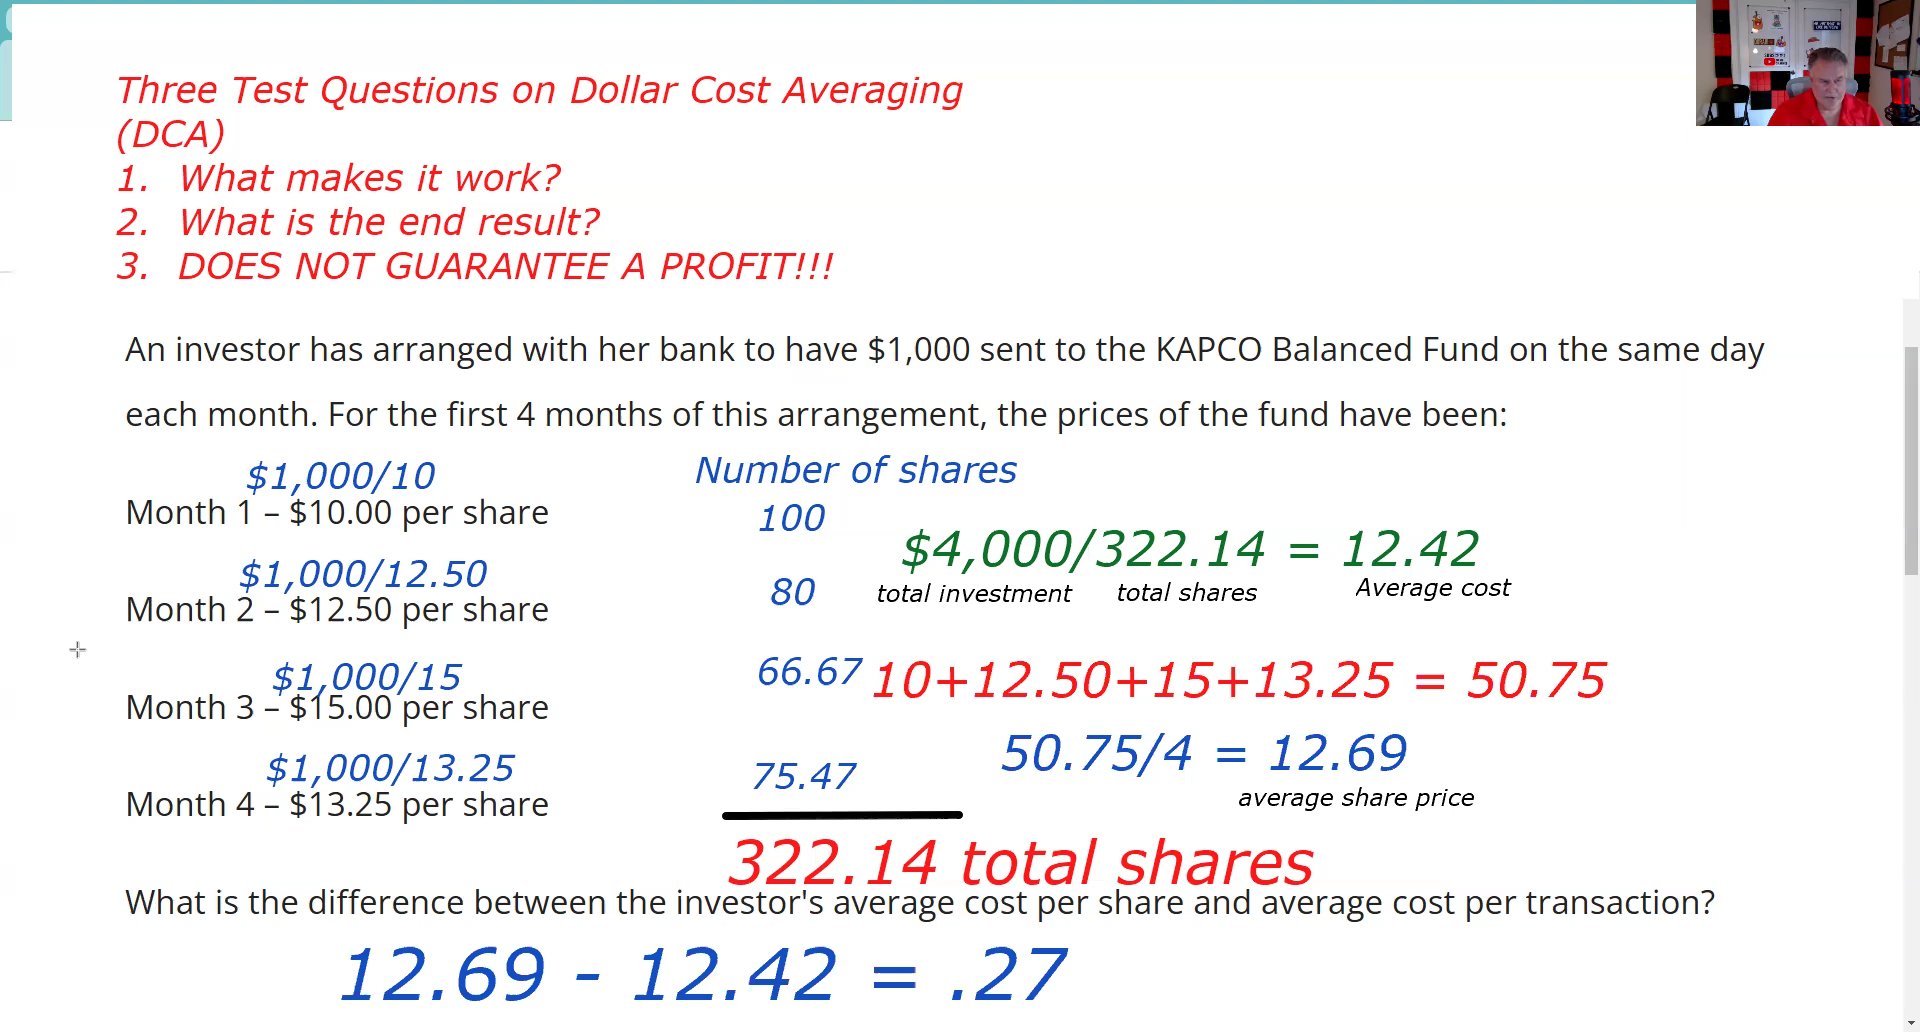 Three Test Questions on Dollar Cost Averaging
(DCA)
1. What makes it work?
2. What is the end result?
3. DOES NOT GUARANTEE A PROFIT!!!
An investor has arranged with her bank to have $1,000 sent to the KAPCO Balanced Fund on the same day
each month. For the first 4 months of this arrangement, the prices of the fund have been:
$1,000/10
Number of shares
Month 1 – $10.00 per share
100
$4,000/322.14 = 12.42
total investment total shares Average cost
$1,000/12.50
80
Month 2 – $12.50 per share
$1,000/15
66.67
10+12.50+15+13.25 = 50.75
Month 3 – $15.00 per share
50.75/4 = 12.69
average share price
$1,000/13.25
75.47
Month 4 – $13.25 per share
322.14 total shares
What is the difference between the investor's average cost per share and average cost per transaction?
12.69 - 12.42 = .27